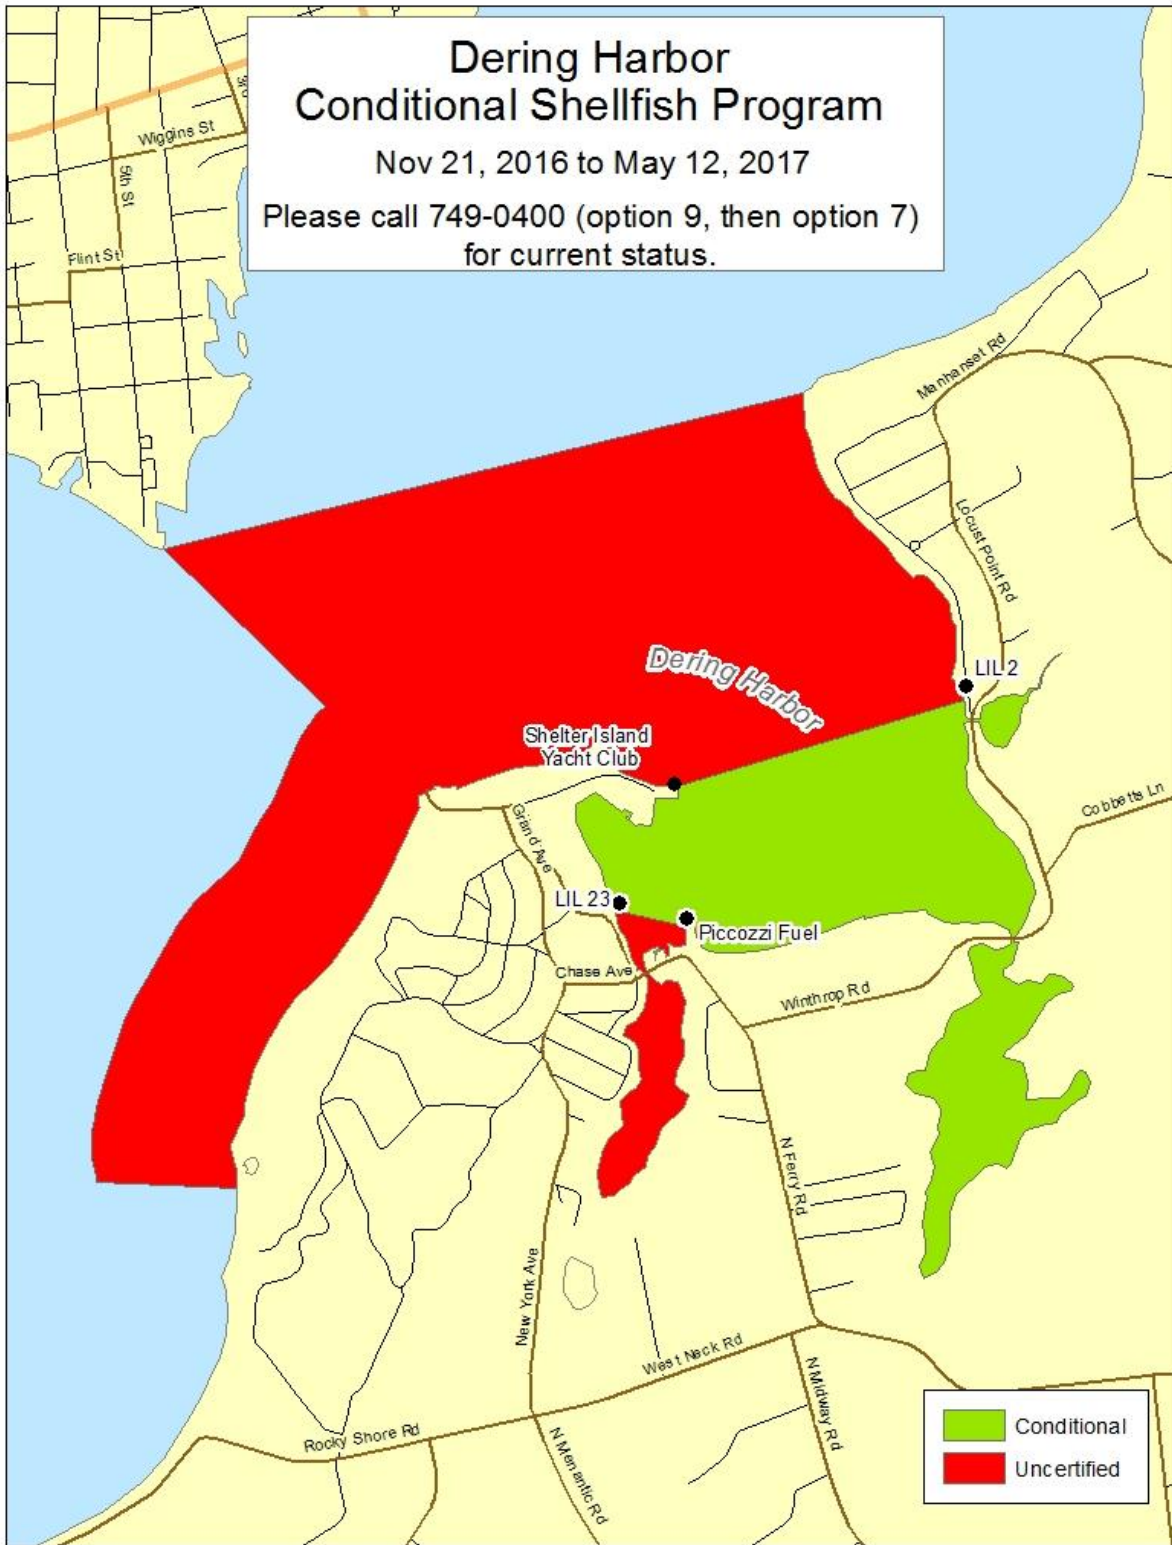 Dering Harbor
Conditional Shellfish Program
Nov 21, 2016 to May 12, 2017
Please call 749-0400 (option 9, then option 7)
for current status.
Wiggins St
5th St
Flint St
Manhanset Rd
Locust Point Rd
Dering Harbor
LIL 2
Shelter Island
Yacht Club
Cobbetts Ln
Grand Ave
LIL 23
Piccozzi Fuel
Chase Ave
Winthrop Rd
N Ferry Rd
New York Ave
West Neck Rd
N Midway Rd
Rocky Shore Rd
N Menantic Rd
Conditional
Uncertified